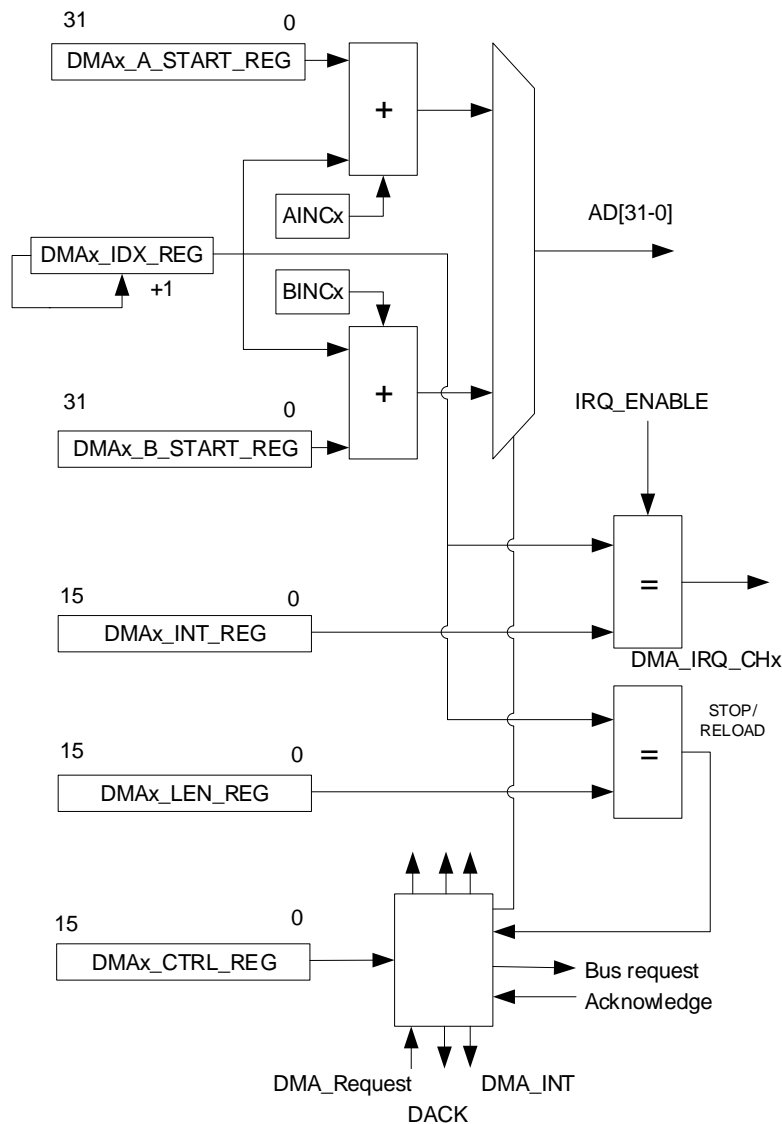 31
0
DMAx_A_START_REG
+
AINCx
AD[31-0]
DMAx_IDX_REG
+1
BINCx
31
0
+
IRQ_ENABLE
DMAx_B_START_REG
15
0
=
DMAx_INT_REG
DMA_IRQ_CHx
STOP/
RELOAD
15
0
=
DMAx_LEN_REG
15
0
DMAx_CTRL_REG
Bus request
Acknowledge
DMA_Request
DMA_INT
DACK